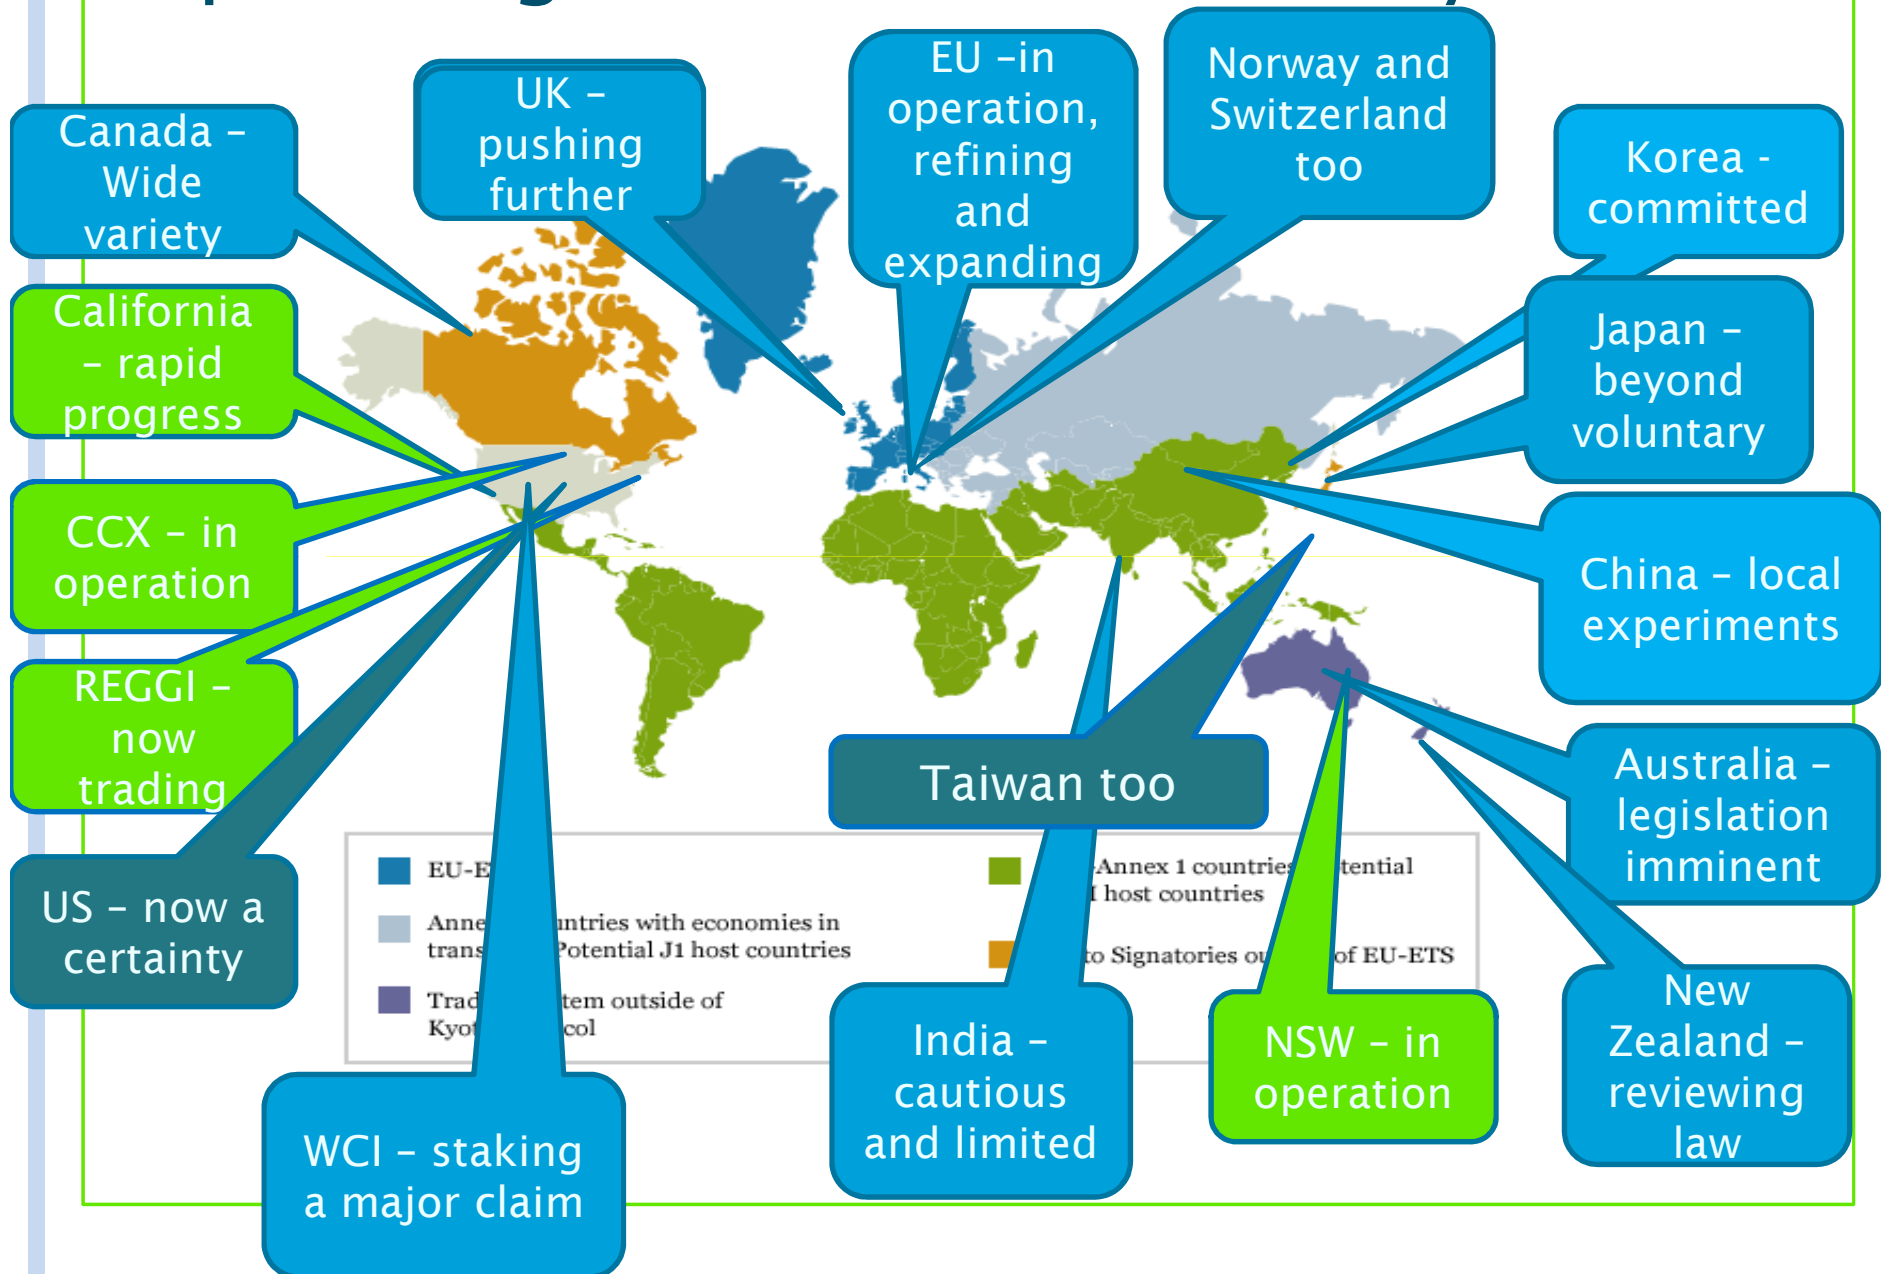 Canada –
Wide
variety
UK –
pushing
further
EU –in
operation,
refining
and
expanding
Norway and
Switzerland
too
Korea -
committed
California
– rapid
progress
Japan –
beyond
voluntary
CCX – in
operation
China – local
experiments
REGGI –
now
trading
Taiwan too
Australia –
legislation
imminent
US – now a
certainty
EU-E
Anne untries with economies in
trans Potential J1 host countries
Trad tem outside of
Kyot col
-Annex 1 countries tential
I host countries
to Signatories ou of EU-ETS
WCI – staking
a major claim
India –
cautious
and limited
NSW – in
operation
New
Zealand –
reviewing
law